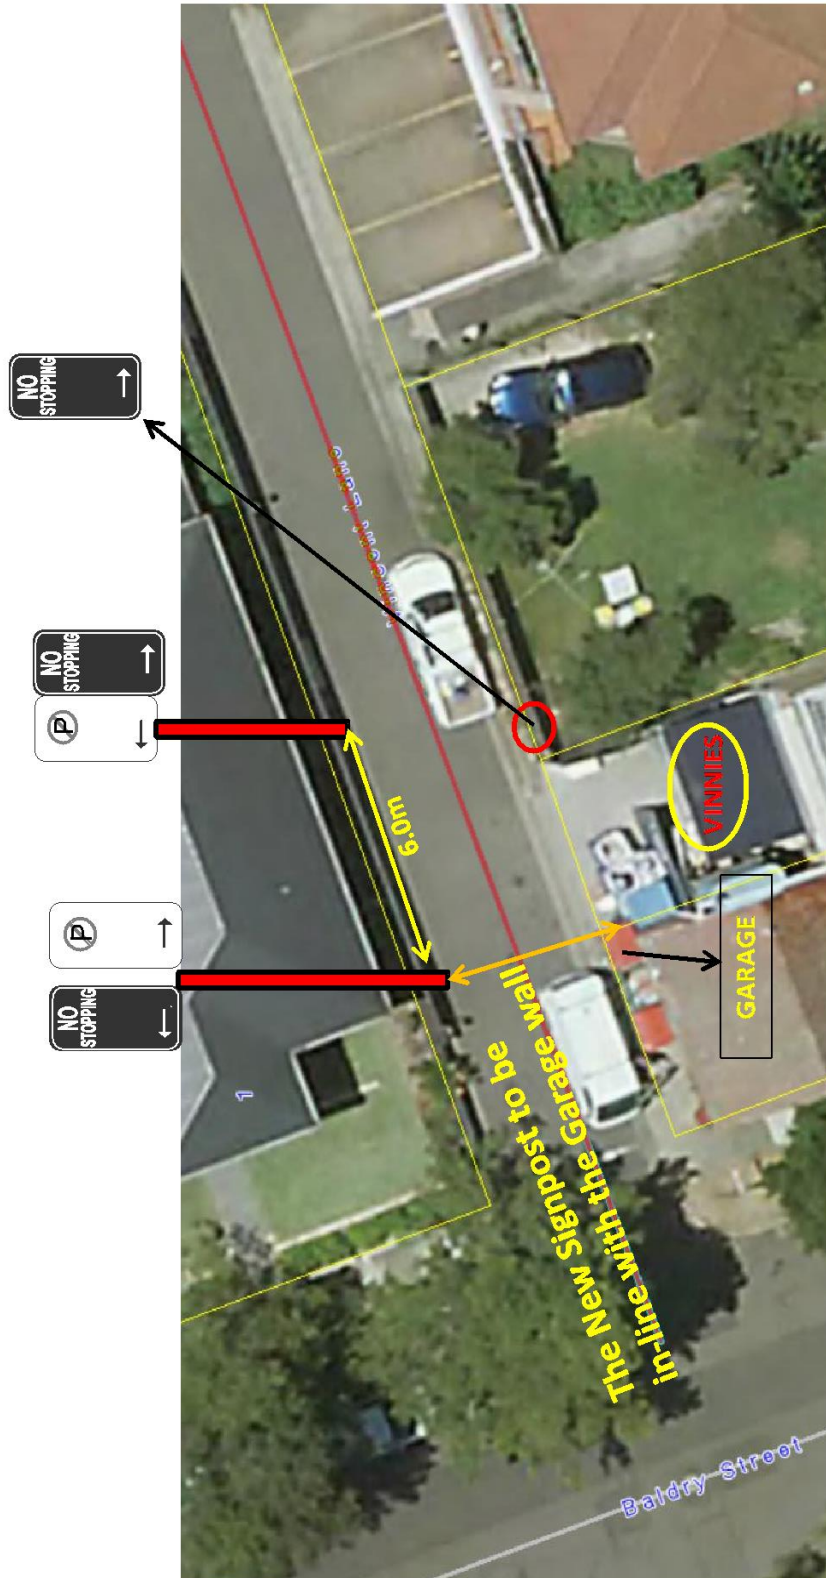 NO
STOPPING
P
P
NO
STOPPING
NO
STOPPING
1
6.0m
Lane
The New Signpost to be
in-line with the Garage wall
Baldry Street
GARAGE
VINNIES